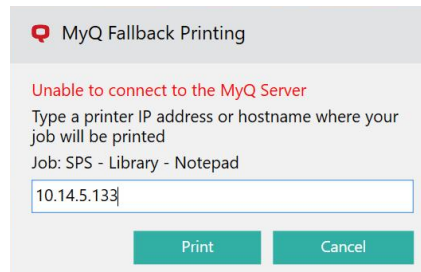 MyQ Fallback Printing
Unable to connect to the MyQ Server
Type a printer IP address or hostname where your
job will be printed
Job: SPS - Library - Notepad
10.14.5.133
Print Cancel